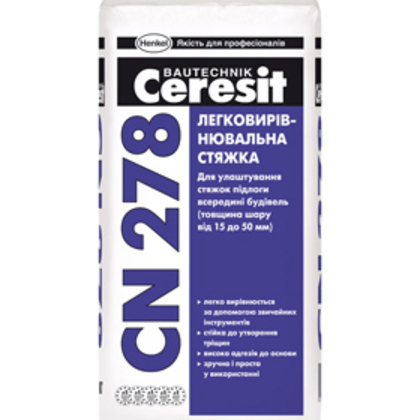 Henkel
Якість для професіоналів
BAUTECHNIK
Ceresit
CN 278
ЛЕГКОВИРІВ-
НЮВАЛЬНА
СТЯЖКА
Для улаштування
стяжок підлоги
всередині будівель
(товщина шару
від 15 до 50 мм)
• легко вирівнюється
за допомогою звичайних
інструментів
• стійка до утворення
тріщин
• висока адгезія до основи
• зручна і проста
у використанні